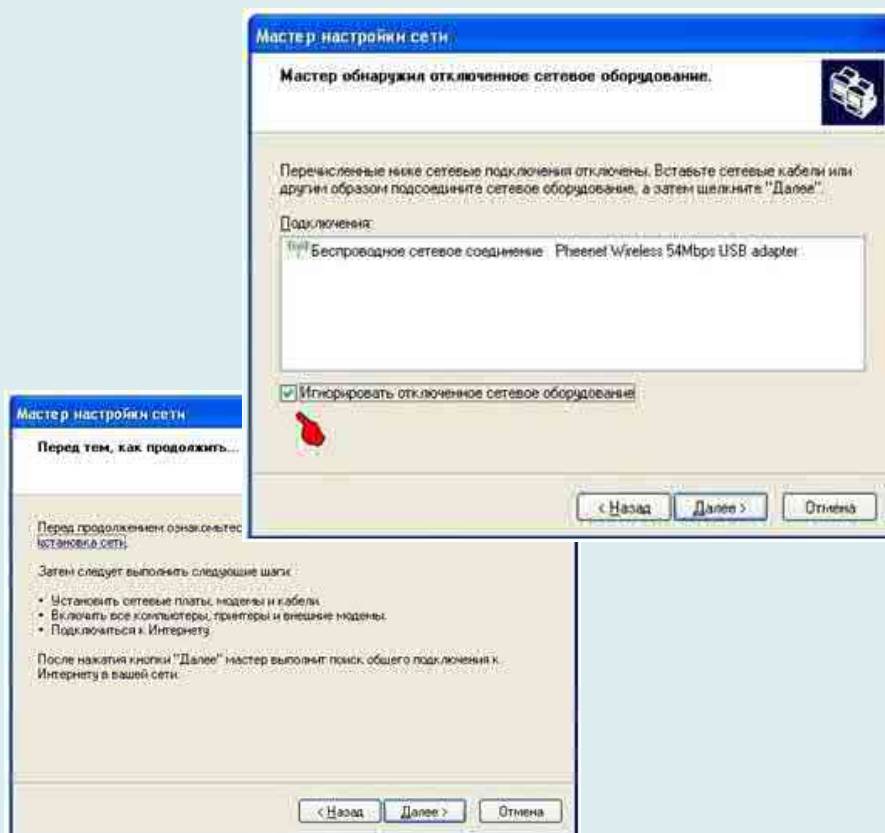 Мастер настройки сети
Мастер обнаружил отключенное сетевое оборудование.
Перечисленные ниже сетевые подключения отключены. Вставьте сетевые кабели или
другим образом подсоедините сетевое оборудование, а затем щелкните "Далее".
Подключения:
Беспроводное сетевое соединение Pheenet Wireless 54Mbps USB adapter
Игнорировать отключенное сетевое оборудование
< Назад
Далее >
Отмена
Мастер настройки сети
Перед тем, как продолжить...
Перед продолжением
установка сети.
Затем следует выполнить следующие шаги:
• Установить сетевые платы, модемы и кабели.
• Включить все компьютеры, принтеры и внешние модемы.
• Подключиться к Интернету.
После нажатия кнопки "Далее" мастер выполнит поиск общего подключения к
Интернету в вашей сети.
< Назад
Далее >
Отмена